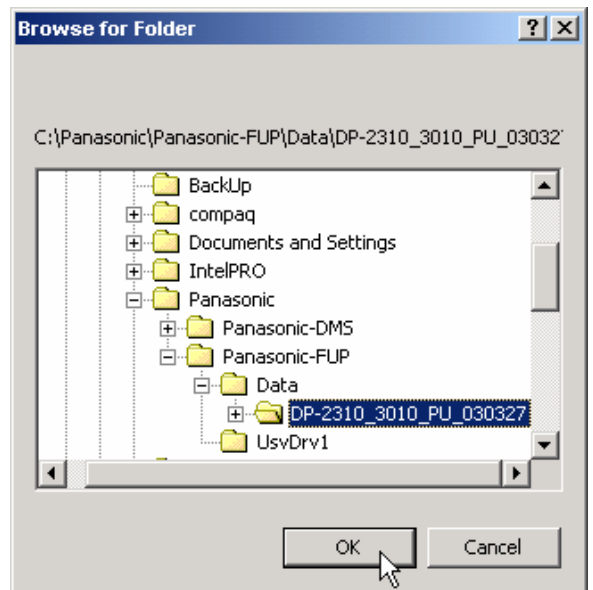 Browse for Folder
C:\Panasonic\Panasonic-FUP\Data\DP-2310_3010_PU_030327
BackUp
compaq
Documents and Settings
IntelPRO
Panasonic
Panasonic-DMS
Panasonic-FUP
Data
DP-2310_3010_PU_030327
UsvDrv1
OK
Cancel